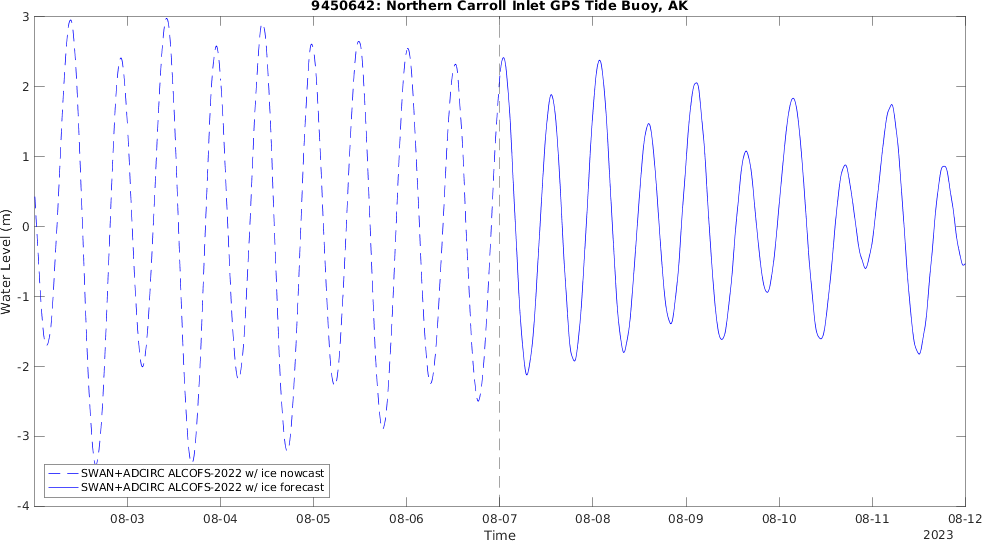 9450642: Northern Carroll Inlet GPS Tide Buoy, AK
3
2
1
0
-1
-2
-3
-4
Water Level (m)
SWAN+ADCIRC ALCOFS-2022 w/ ice nowcast
SWAN+ADCIRC ALCOFS-2022 w/ ice forecast
08-03 08-04 08-05 08-06 08-07 08-08 08-09 08-10 08-11 08-12
Time
2023